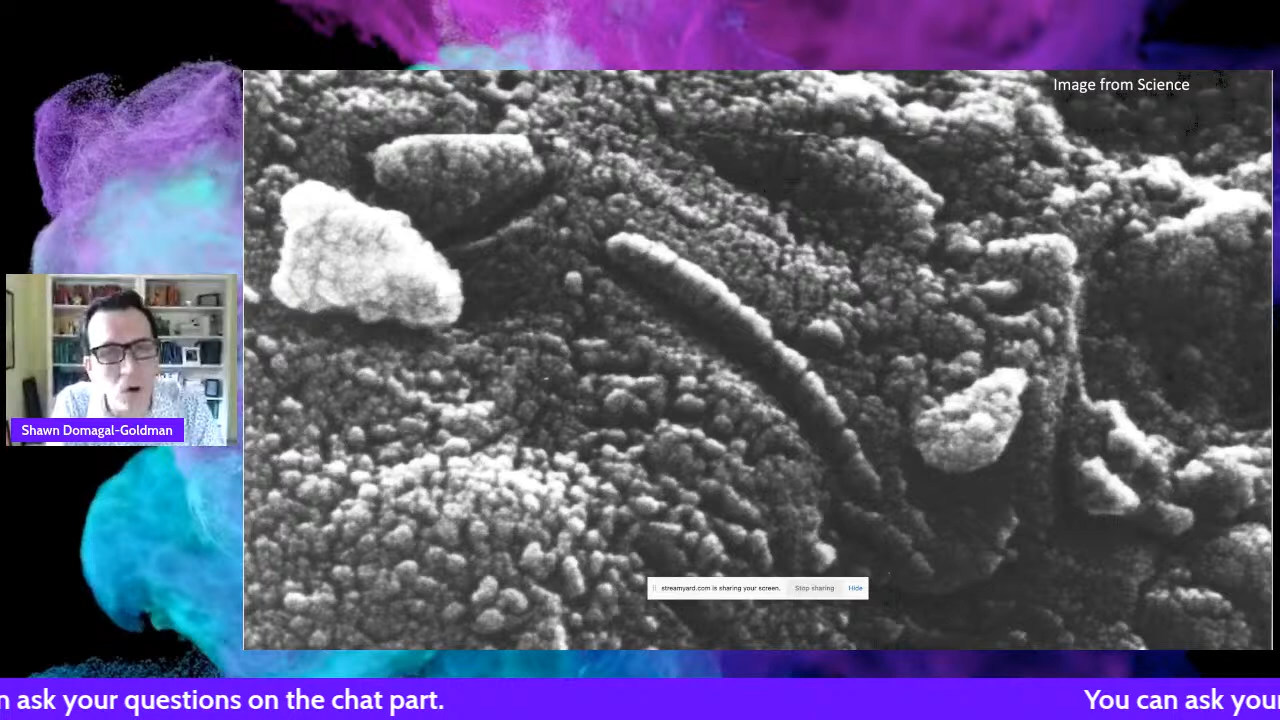 Image from Science
Shawn Domagal-Goldman
streamyard.com is sharing your screen.
Stop sharing
Hide
n ask your questions on the chat part.
You can ask your